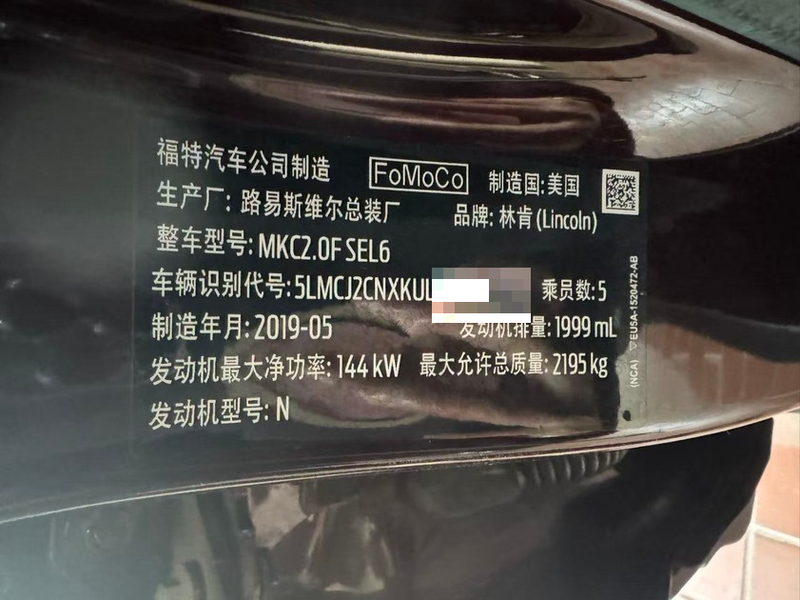 福特汽车公司制造 FoMoCo 制造国:美国
生产厂: 路易斯维尔总装厂 品牌: 林肯(Lincoln)
整车型号: MKC2.0F SEL6
车辆识别代号: 5LMCJ2CNXKUL 乘员数: 5
制造年月: 2019-05 发动机排量: 1999 mL
发动机最大净功率: 144 kW 最大允许总质量: 2195 kg
发动机型号: N
(NCA) EU5A-1520472-AB